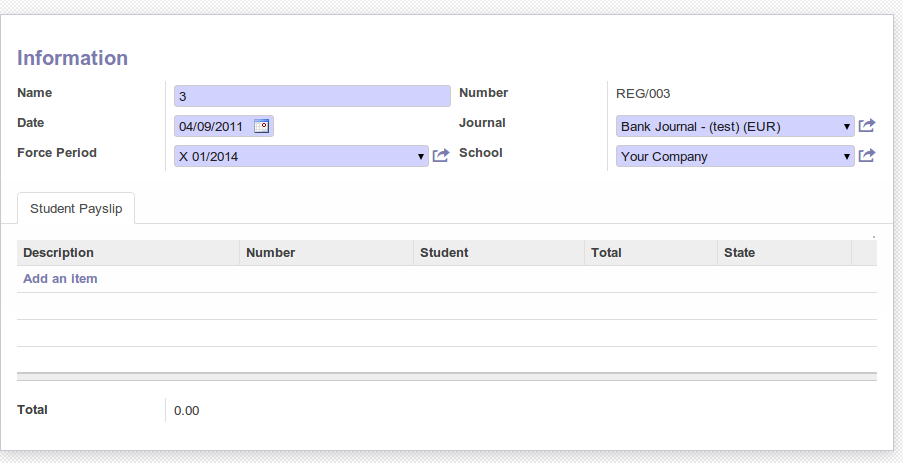 Information
Name 3 Number REG/003
Date 04/09/2011 Journal Bank Journal - (test) (EUR)
Force Period X 01/2014 School Your Company
Student Payslip
Description Number Student Total State
Add an item
Total 0.00